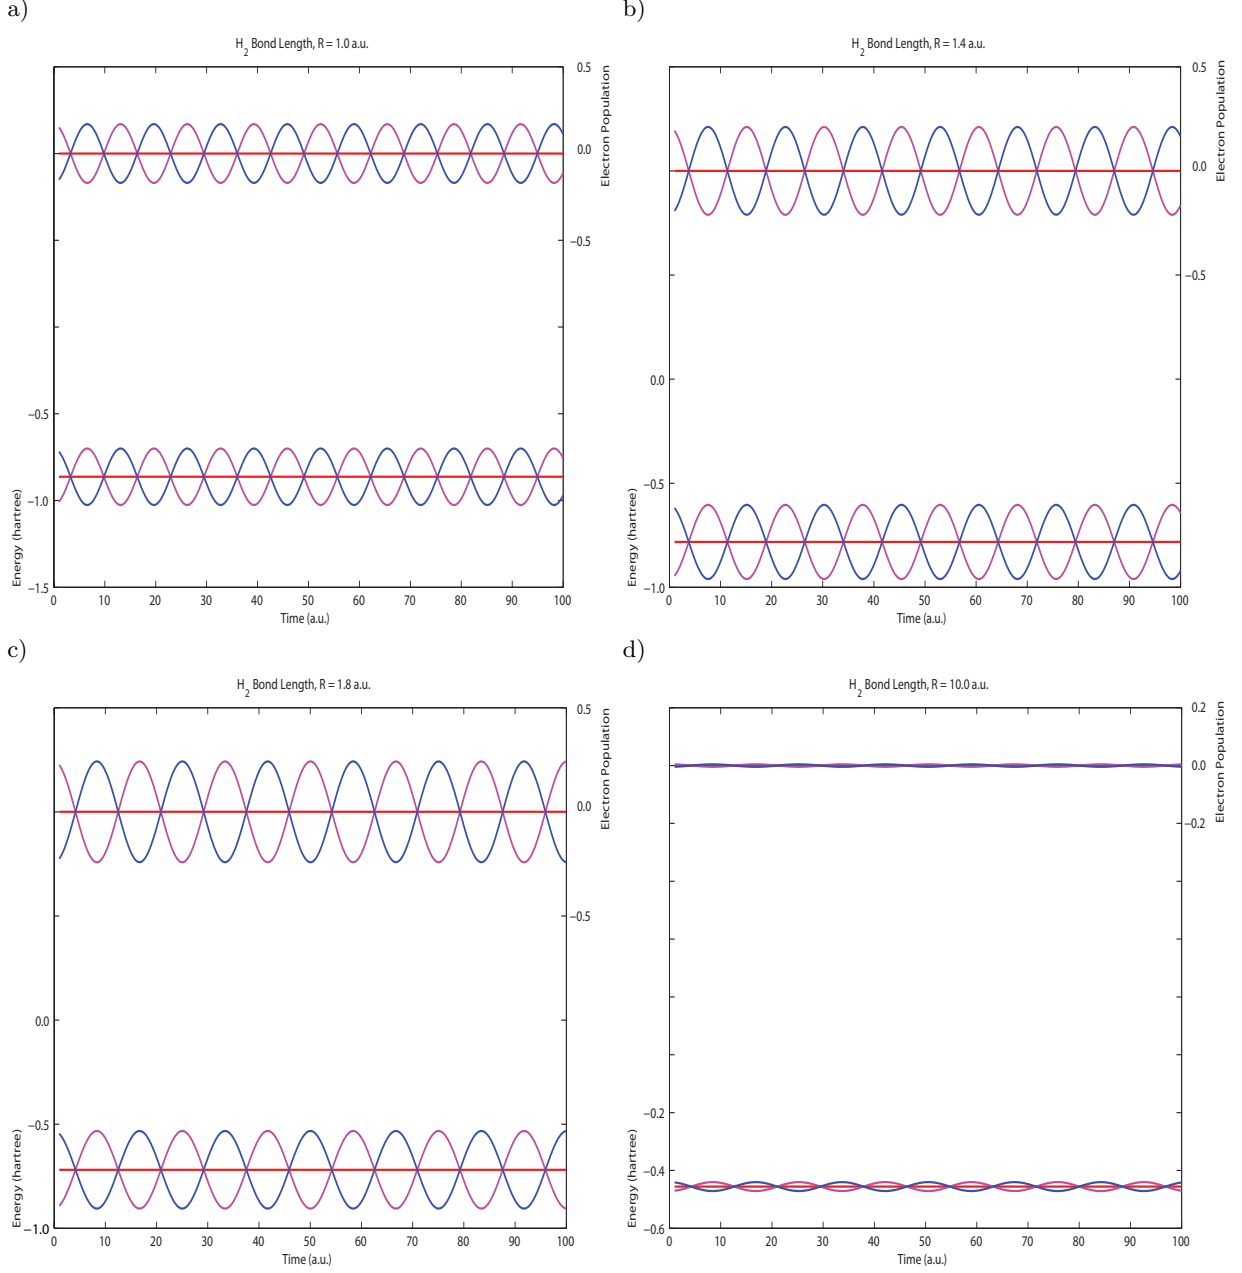 a)
H2 Bond Length, R = 1.0 a.u.
0.5
0.0
−0.5
Electron Population
−0.5
−1.0
−1.5
Energy (hartree)
0 10 20 30 40 50 60 70 80 90 100
Time (a.u.)
b)
H2 Bond Length, R = 1.4 a.u.
0.5
0.0
−0.5
Electron Population
0.0
−0.5
−1.0
Energy (hartree)
0 10 20 30 40 50 60 70 80 90 100
Time (a.u.)
c)
H2 Bond Length, R = 1.8 a.u.
0.5
0.0
−0.5
Electron Population
0.0
−0.5
−1.0
Energy (hartree)
0 10 20 30 40 50 60 70 80 90 100
Time (a.u.)
d)
H2 Bond Length, R = 10.0 a.u.
0.2
0.0
−0.2
Electron Population
−0.2
−0.4
−0.6
Energy (hartree)
0 10 20 30 40 50 60 70 80 90 100
Time (a.u.)